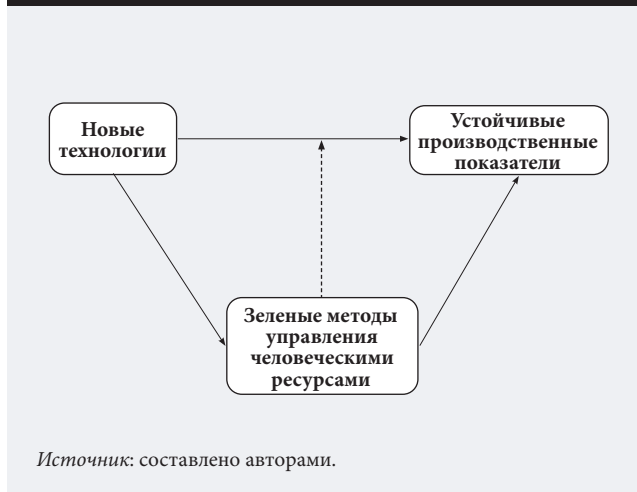 Новые
технологии
Устойчивые
производственные
показатели
Зеленые методы
управления
человеческими
ресурсами
Источник: составлено авторами.